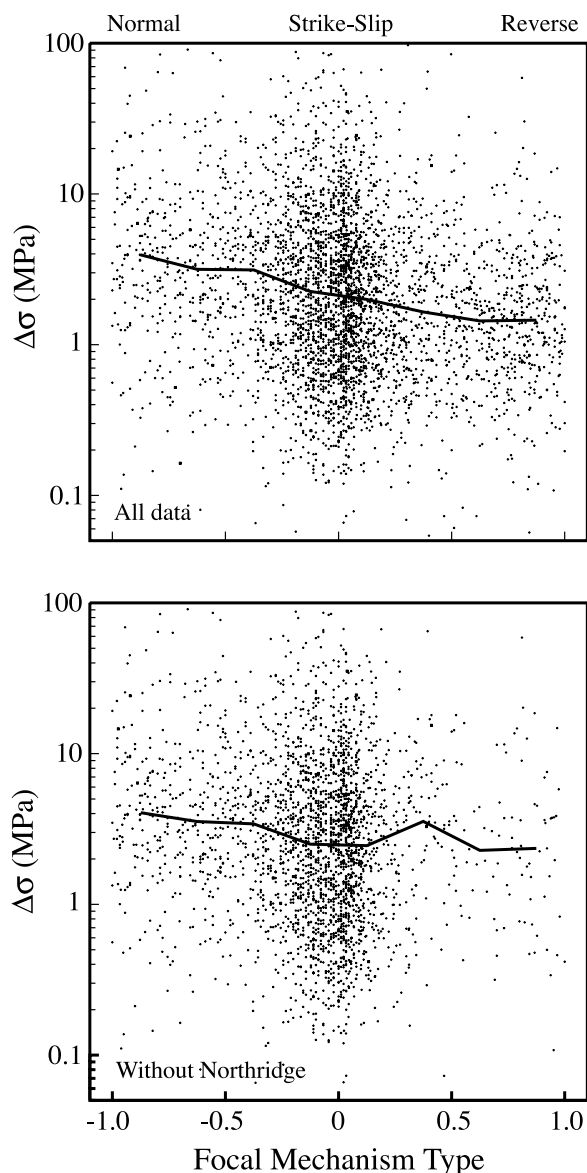 Normal Strike-Slip Reverse
100
10
1
0.1
Δσ (MPa)
All data
100
10
1
0.1
Δσ (MPa)
Without Northridge
-1.0 -0.5 0 0.5 1.0
Focal Mechanism Type